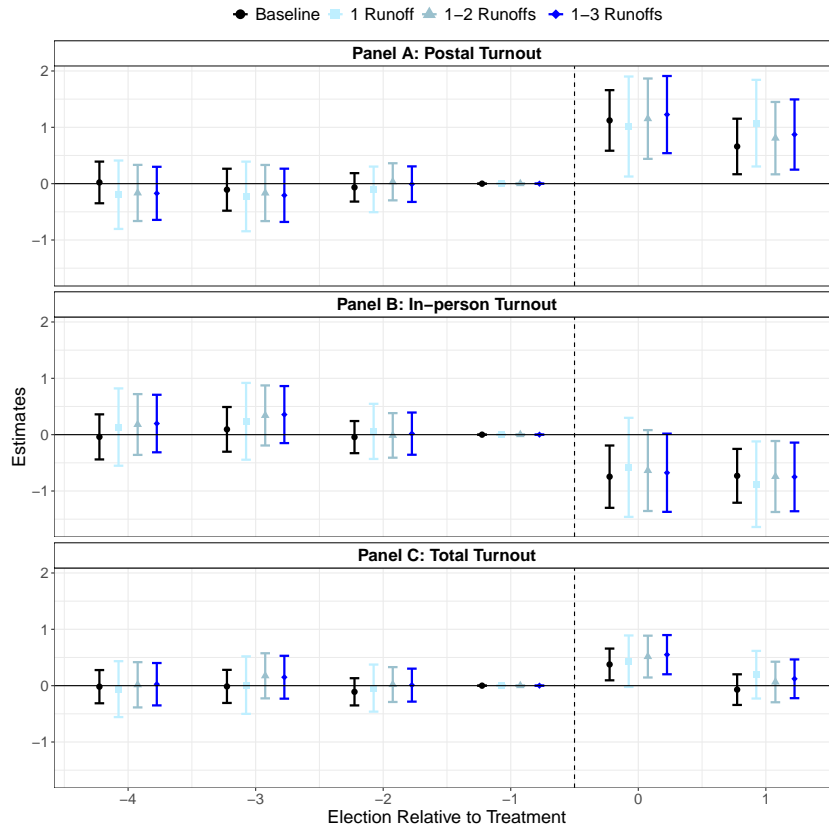 Baseline 1 Runoff 1−2 Runoffs 1−3 Runoffs
Panel A: Postal Turnout
2
1
0
−1
Panel B: In−person Turnout
2
1
0
−1
Estimates
Panel C: Total Turnout
2
1
0
−1
−4 −3 −2 −1 0 1
Election Relative to Treatment